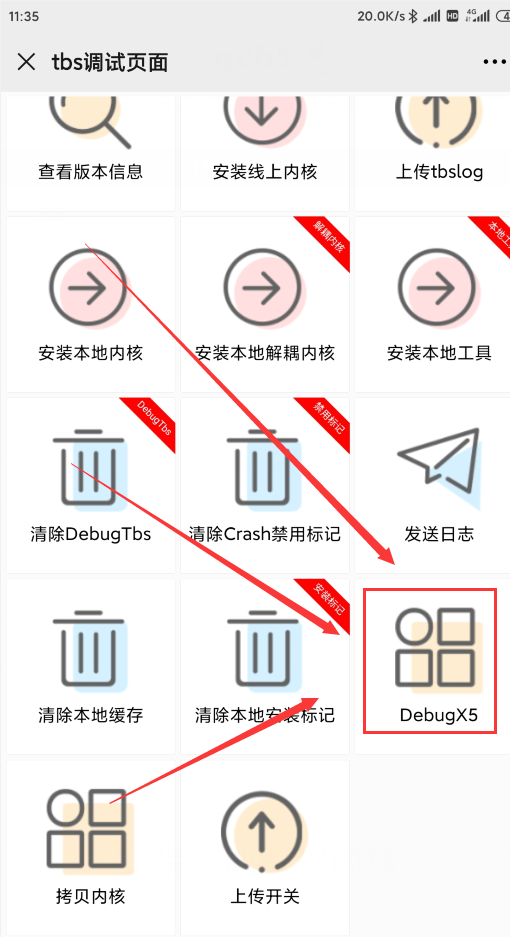 11:35
20.0K/s HD 4G 4
tbs调试页面
查看版本信息
安装线上内核
上传tbslog
解耦内核
本地工
安装本地内核
安装本地解耦内核
安装本地工具
DebugTbs
禁用标记
清除DebugTbs
清除Crash禁用标记
发送日志
安装标记
清除本地缓存
清除本地安装标记
DebugX5
拷贝内核
上传开关